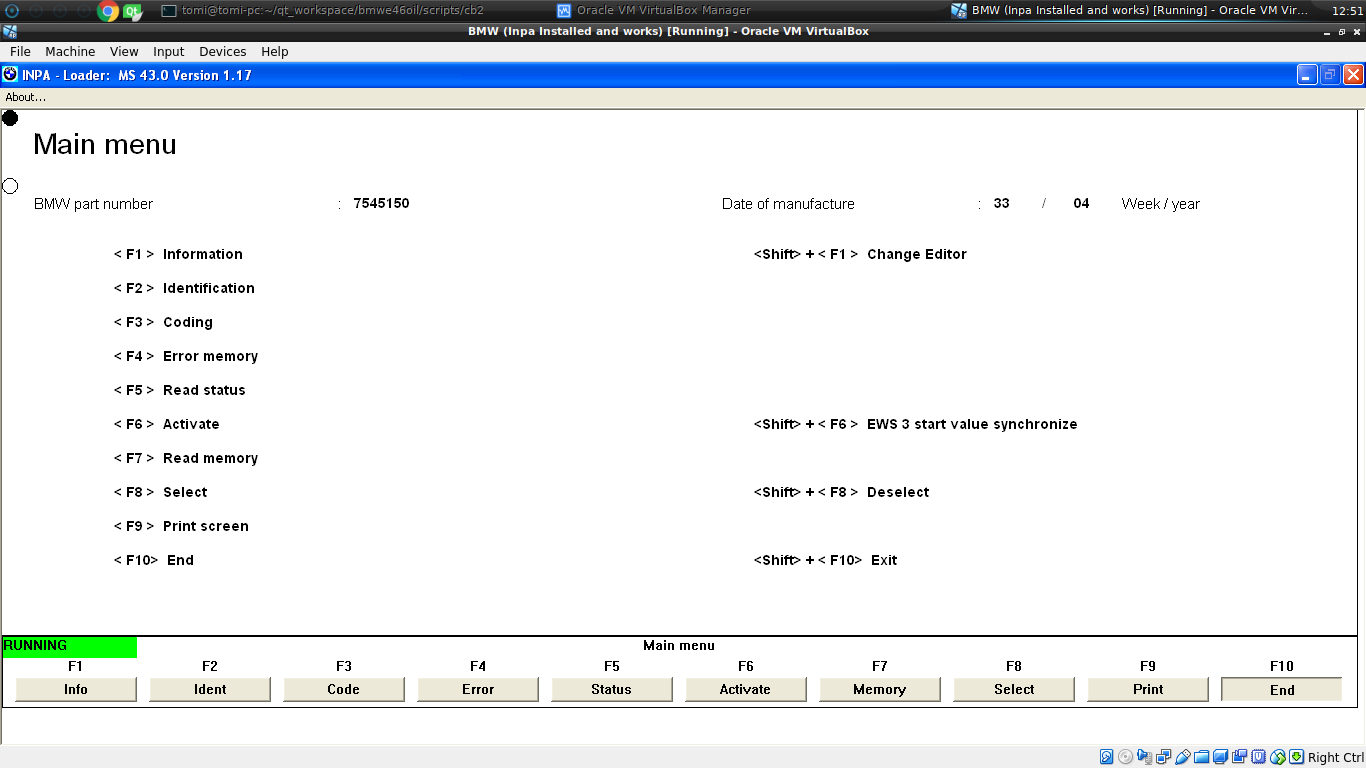 tomi@tomi-pc:~/qt_workspace/bmwe46oil/scripts/cb2 Oracle VM VirtualBox Manager BMW (Inpa Installed and works) [Running] - Oracle VM Vir... 12:51
BMW (Inpa Installed and works) [Running] - Oracle VM VirtualBox
File Machine View Input Devices Help
INPA - Loader: MS 43.0 Version 1.17
About...
Main menu
BMW part number : 7545150 Date of manufacture : 33 / 04 Week / year
< F1 > Information <Shift> + < F1 > Change Editor
< F2 > Identification
< F3 > Coding
< F4 > Error memory
< F5 > Read status
< F6 > Activate <Shift> + < F6 > EWS 3 start value synchronize
< F7 > Read memory
< F8 > Select <Shift> + < F8 > Deselect
< F9 > Print screen
< F10> End <Shift> + < F10> Exit
RUNNING Main menu
F1 F2 F3 F4 F5 F6 F7 F8 F9 F10
Info Ident Code Error Status Activate Memory Select Print End
Right Ctrl